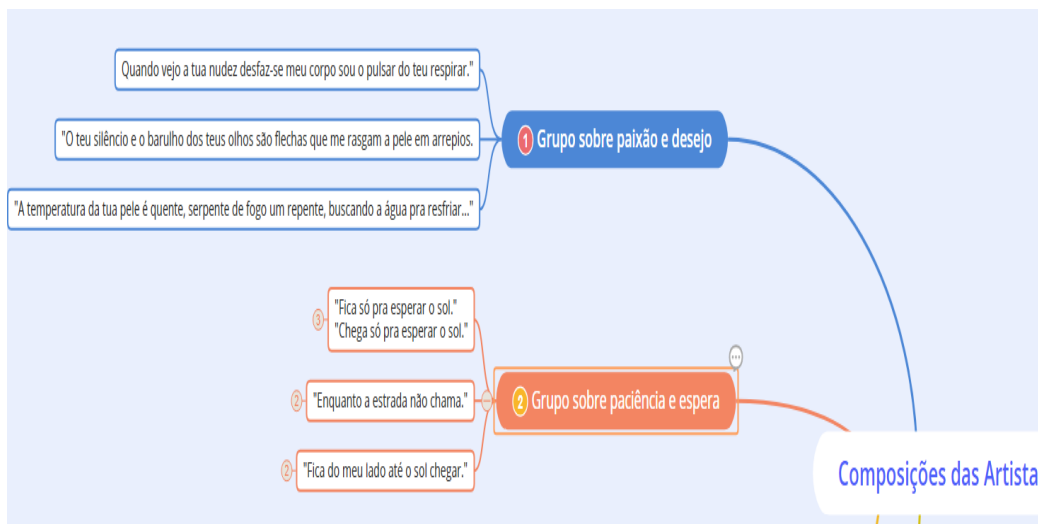 Quando vejo a tua nudez desfaz-se meu corpo sou o pulsar do teu respirar."
"O teu silêncio e o barulho dos teus olhos são flechas que me rasgam a pele em arrepios.
"A temperatura da tua pele é quente, serpente de fogo um repente, buscando a água pra resfriar..."
1 Grupo sobre paixão e desejo
3
"Fica só pra esperar o sol."
"Chega só pra esperar o sol."
2
"Enquanto a estrada não chama."
2
"Fica do meu lado até o sol chegar."
2 Grupo sobre paciência e espera
Composições das Artista